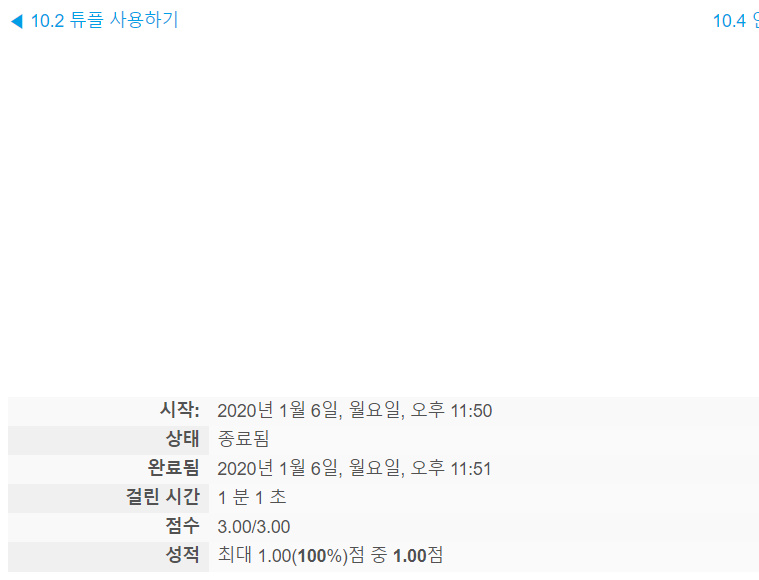 ◀ 10.2 튜플 사용하기
10.4
시작: 2020년 1월 6일, 월요일, 오후 11:50
상태 종료됨
완료됨 2020년 1월 6일, 월요일, 오후 11:51
걸린 시간 1 분 1 초
점수 3.00/3.00
성적 최대 1.00(100%)점 중 1.00점